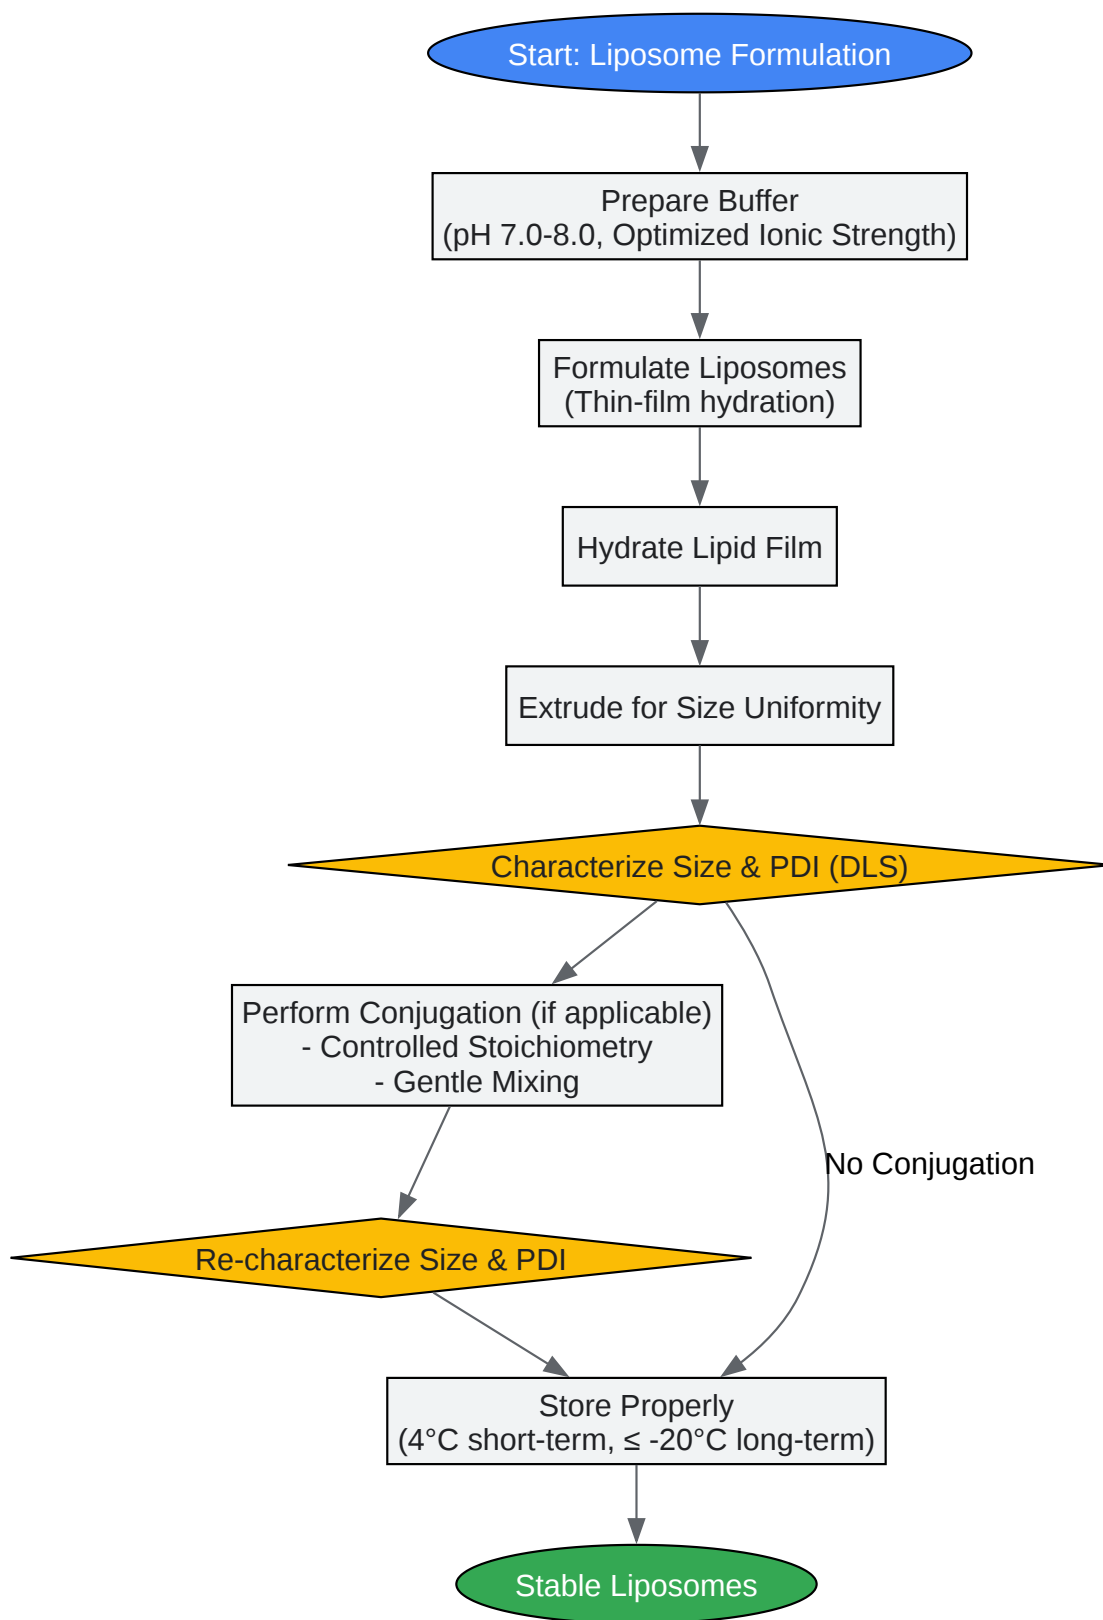 Start: Liposome Formulation
Prepare Buffer
(pH 7.0-8.0, Optimized Ionic Strength)
Formulate Liposomes
(Thin-film hydration)
Hydrate Lipid Film
Extrude for Size Uniformity
Characterize Size & PDI (DLS)
Perform Conjugation (if applicable)
- Controlled Stoichiometry
- Gentle Mixing
No Conjugation
Re-characterize Size & PDI
Store Properly
(4°C short-term, ≤ -20°C long-term)
Stable Liposomes